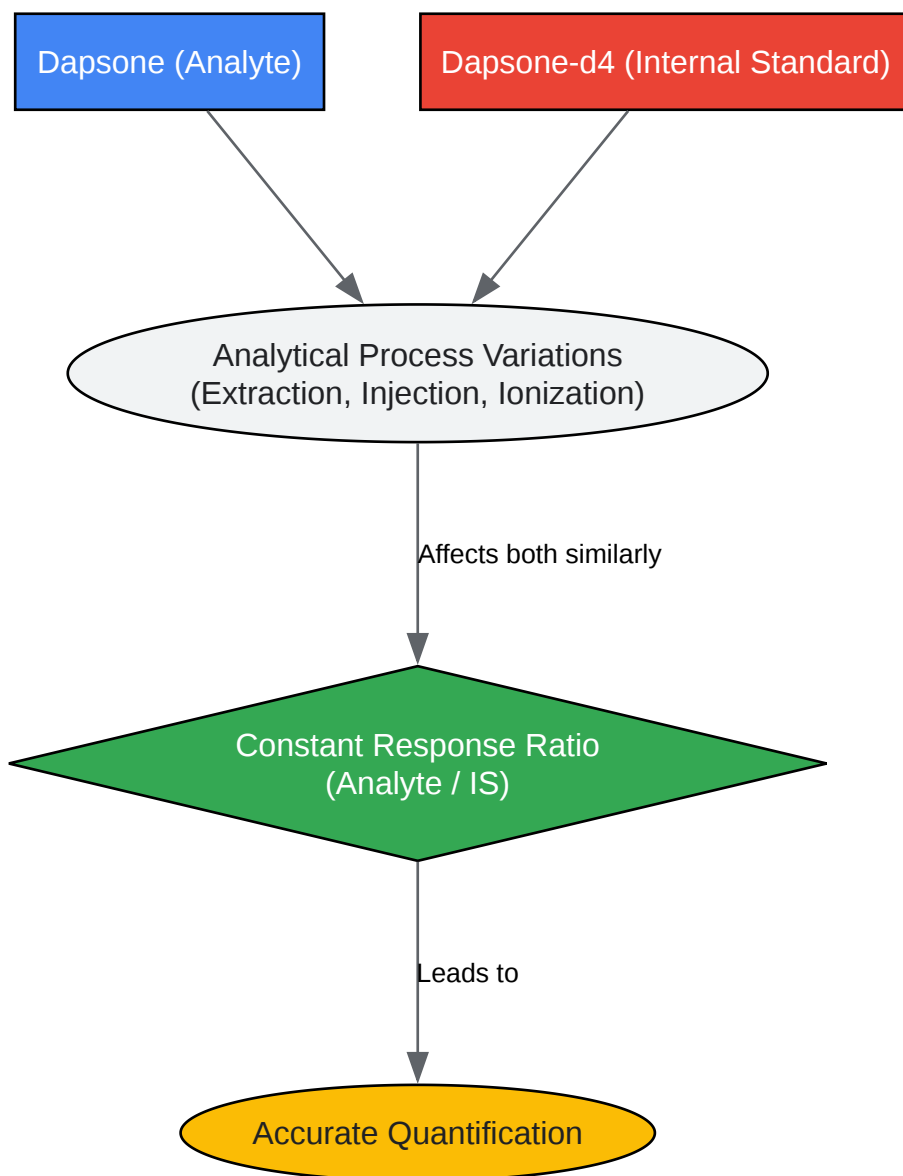 Dapsone (Analyte)
Dapsone-d4 (Internal Standard)
Analytical Process Variations
(Extraction, Injection, Ionization)
Affects both similarly
Constant Response Ratio
(Analyte / IS)
Leads to
Accurate Quantification